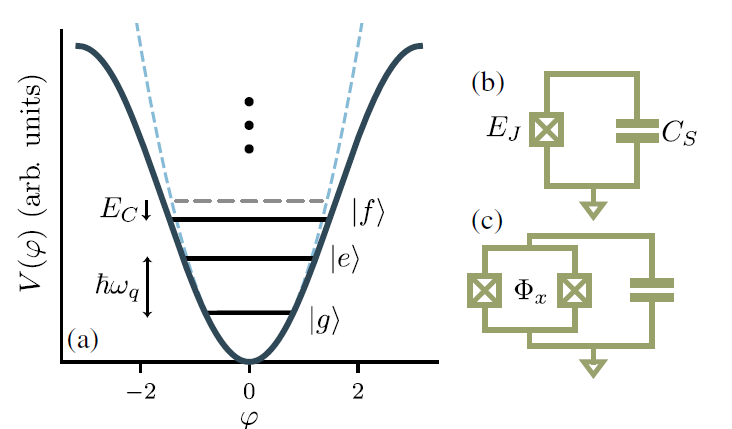 V(φ) (arb. units)
E_C
ħω_q
|f⟩
|e⟩
|g⟩
(a)
−2
0
2
φ
(b)
E_J
C_S
(c)
Φ_x